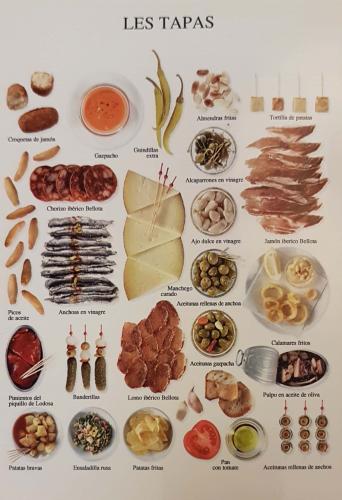 LES TAPAS
Croquetas de jamón
Gazpacho
Guindillas
extra
Almendras fritas
Tortilla de patatas
Alcaparrones en vinagre
Chorizo ibérico Bellota
Ajo dulce en vinagre
Jamón ibérico Bellota
Manchego
curado
Picos
de aceite
Anchoas en vinagre
Aceitunas rellenas de anchoa
Calamares fritos
Aceitunas gazpacha
Pimientos del
piquillo de Lodosa
Banderillas
Lomo ibérico Bellota
Pulpo en aceite de oliva
Patatas bravas
Ensaladilla rusa
Patatas fritas
Pan
con tomate
Aceitunas rellenas de anchoa